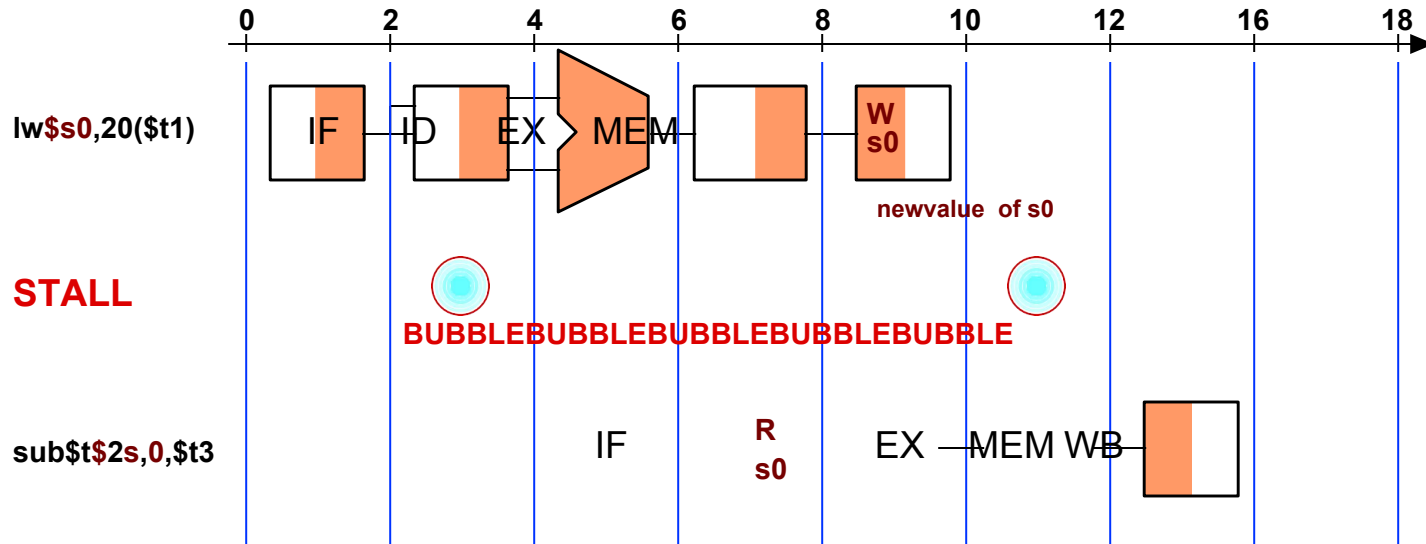 0 2 4 6 8 10 12 16 18
lw$s0,20($t1)
IF ID EX MEM
W
s0
newvalue of s0
STALL
BUBBLEBUBBLEBUBBLEBUBBLEBUBBLE
sub$t$2s,0,$t3
IF
R
s0
EX MEM WB